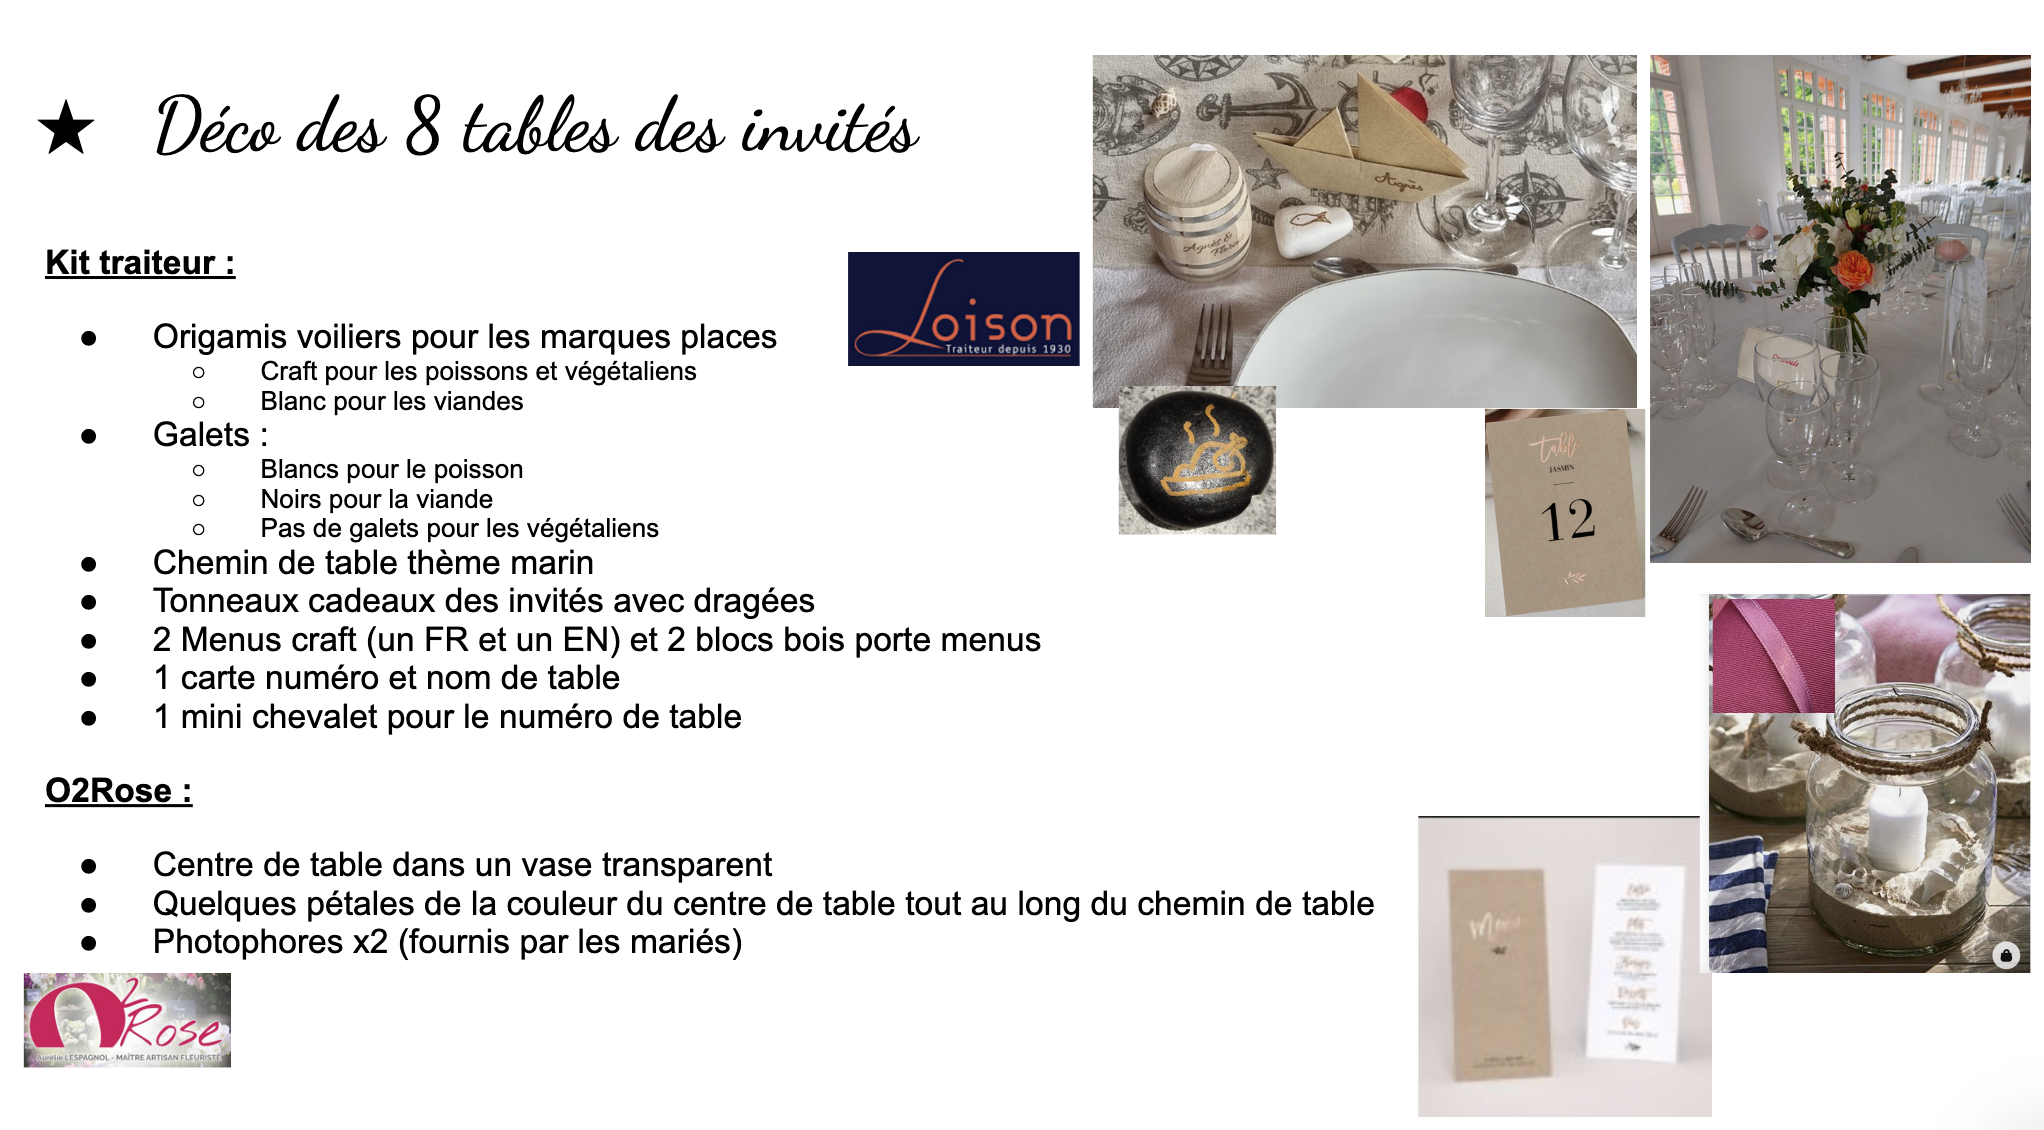 ★ Déco des 8 tables des invités
Kit traiteur :
● Origamis voiliers pour les marques places
○ Craft pour les poissons et végétaliens
○ Blanc pour les viandes
● Galets :
○ Blancs pour le poisson
○ Noirs pour la viande
○ Pas de galets pour les végétaliens
● Chemin de table thème marin
● Tonneaux cadeaux des invités avec dragées
● 2 Menus craft (un FR et un EN) et 2 blocs bois porte menus
● 1 carte numéro et nom de table
● 1 mini chevalet pour le numéro de table
O2Rose :
● Centre de table dans un vase transparent
● Quelques pétales de la couleur du centre de table tout au long du chemin de table
● Photophores x2 (fournis par les mariés)
O2Rose
Aurélie LESPAGNOL - MAÎTRE ARTISAN FLEURISTE
Loison
Traiteur depuis 1930
Agnès
Agnès &
table
JASMIN
12
Menu